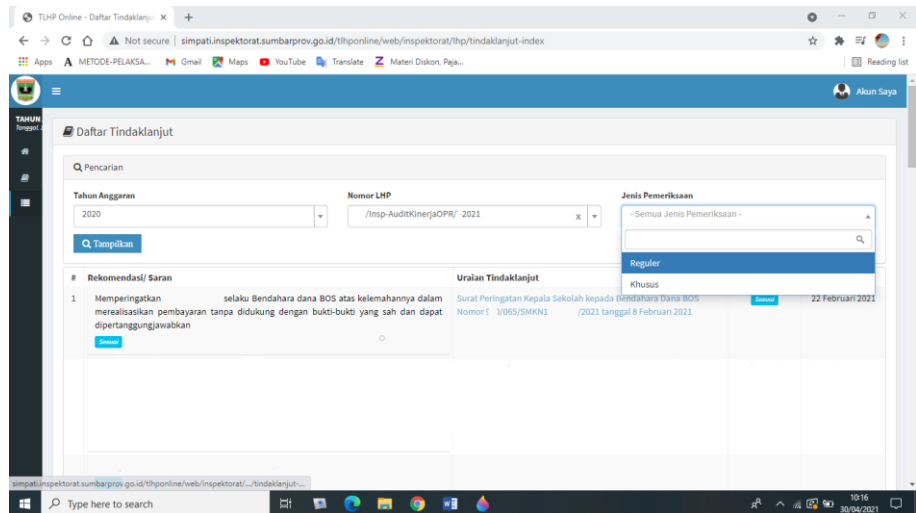 TLHP Online - Daftar Tindaklanju
Not secure | simpati.inspektorat.sumbarprov.go.id/tlhponline/web/inspektorat/lhp/tindaklanjut-index
Apps METODE-PELAKSA... Gmail Maps YouTube Translate Materi Diskon, Paja... Reading list
Akun Saya
TAHUN
Tanggal
Daftar Tindaklanjut
Pencarian
Tahun Anggaran Nomor LHP Jenis Pemeriksaan
2020 /Insp-AuditKinerjaOPR/ 2021 - Semua Jenis Pemeriksaan -
Tampilkan
Reguler
Khusus
# Rekomendasi/ Saran Uraian Tindaklanjut
1 Memperingatkan selaku Bendahara dana BOS atas kelemahannya dalam Surat Peringatan Kepala Sekolah kepada Bendahara Dana BOS Sesuai 22 Februari 2021
merealisasikan pembayaran tanpa didukung dengan bukti-bukti yang sah dan dapat Nomor /065/SMKN1 /2021 tanggal 8 Februari 2021
dipertanggungjawabkan
Sesuai
simpati.inspektorat.sumbarprov.go.id/tlhponline/web/inspektorat/.../tindaklanjut-...
Type here to search
10:16
30/04/2021